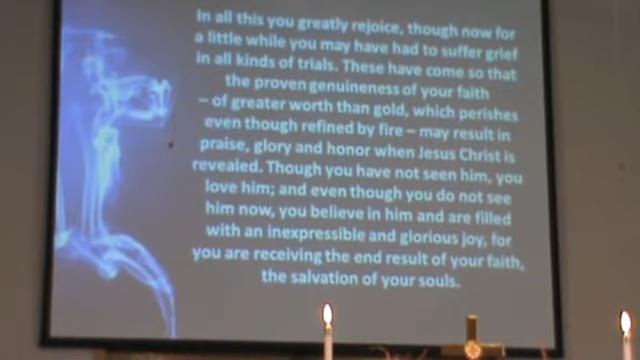 In all this you greatly rejoice, though now for
a little while you may have had to suffer grief
in all kinds of trials. These have come so that
the proven genuineness of your faith
– of greater worth than gold, which perishes
even though refined by fire – may result in
praise, glory and honor when Jesus Christ is
revealed. Though you have not seen him, you
love him; and even though you do not see
him now, you believe in him and are filled
with an inexpressible and glorious joy, for
you are receiving the end result of your faith,
the salvation of your souls.